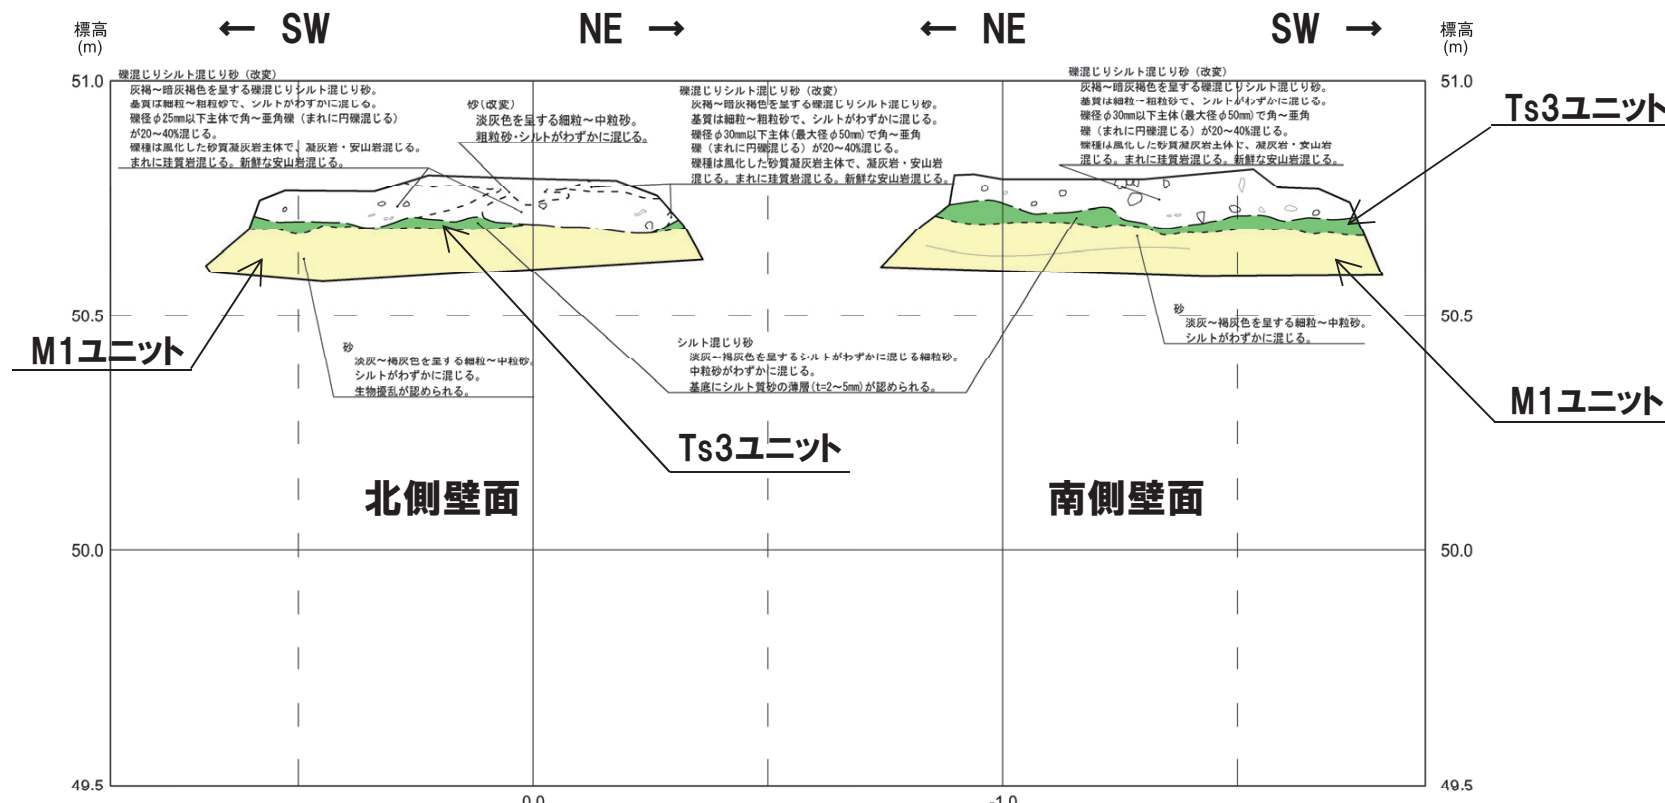 ← SW
NE →
← NE
SW →
標高
(m)
標高
(m)
51.0
51.0
50.5
50.5
50.0
50.0
49.5
49.5
0.0
-1.0
礫混じりシルト混じり砂(改変)
灰褐～暗灰褐色を呈する礫混じりシルト混じり砂。
基質は細粒～粗粒砂で、シルトがわずかに混じる。
礫径φ25mm以下主体で角～亜角礫(まれに円礫混じる)
が20～40%混じる。
礫種は風化した砂質凝灰岩主体で、凝灰岩・安山岩混じる。
まれに珪質岩混じる。新鮮な安山岩混じる。
砂(改変)
淡灰色を呈する細粒～中粒砂。
粗粒砂・シルトがわずかに混じる。
礫混じりシルト混じり砂(改変)
灰褐～暗灰褐色を呈する礫混じりシルト混じり砂。
基質は細粒～粗粒砂で、シルトがわずかに混じる。
礫径φ30mm以下主体(最大径φ50mm)で角～亜角
礫(まれに円礫混じる)が20～40%混じる。
礫種は風化した砂質凝灰岩主体で、凝灰岩・安山岩
混じる。まれに珪質岩混じる。新鮮な安山岩混じる。
礫混じりシルト混じり砂(改変)
灰褐～暗灰褐色を呈する礫混じりシルト混じり砂。
基質は細粒～粗粒砂で、シルトがわずかに混じる。
礫径φ30mm以下主体(最大径φ50mm)で角～亜角
礫(まれに円礫混じる)が20～40%混じる。
礫種は風化した砂質凝灰岩主体で、凝灰岩・安山岩
混じる。まれに珪質岩混じる。新鮮な安山岩混じる。
Ts3ユニット
M1ユニット
砂
淡灰～褐灰色を呈する細粒～中粒砂。
シルトがわずかに混じる。
生物擾乱が認められる。
シルト混じり砂
淡灰～褐灰色を呈するシルトがわずかに混じる細粒砂。
中粒砂がわずかに混じる。
基底にシルト質砂の薄層(t=2～5mm)が認められる。
砂
淡灰～褐灰色を呈する細粒～中粒砂。
シルトがわずかに混じる。
M1ユニット
Ts3ユニット
北側壁面
南側壁面